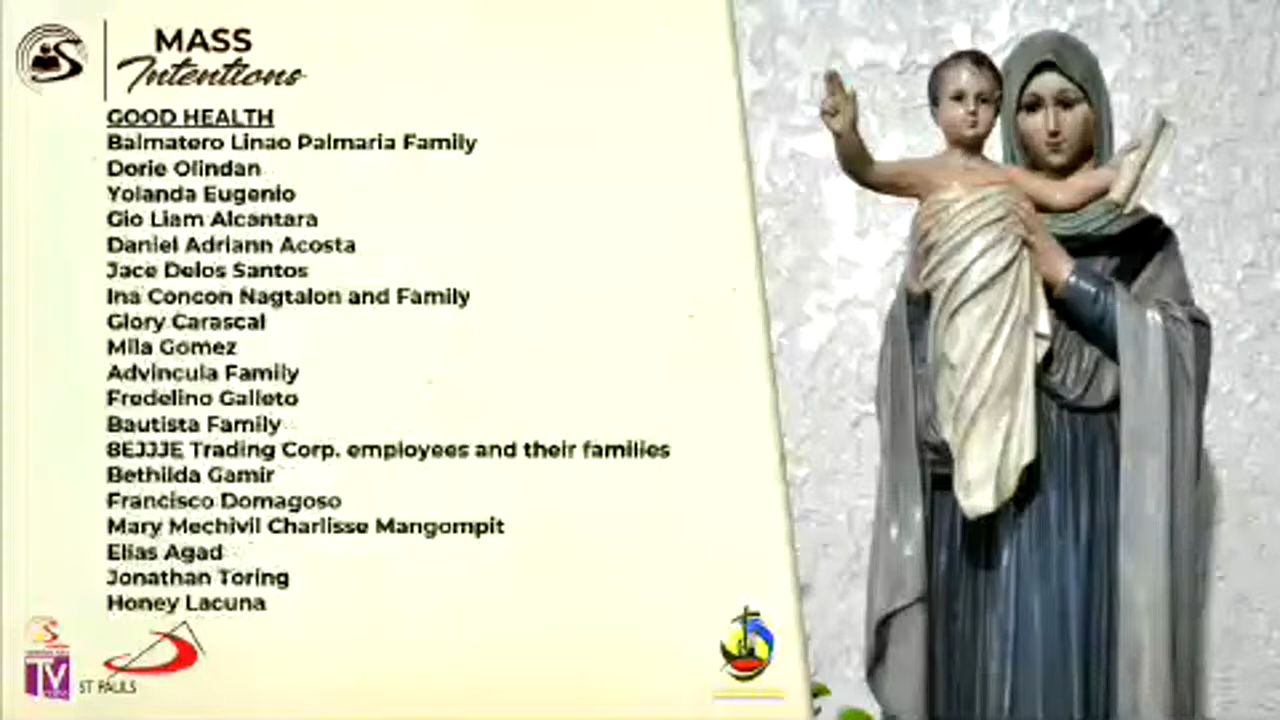 MASS
Intentions
GOOD HEALTH
Balmatero Linao Palmaria Family
Dorie Olindan
Yolanda Eugenio
Gio Liam Alcantara
Daniel Adriann Acosta
Jace Delos Santos
Ina Concon Nagtalon and Family
Glory Carascal
Mila Gomez
Advincula Family
Fredelino Galleto
Bautista Family
8EJJJE Trading Corp. employees and their families
Bethilda Gamir
Francisco Domagoso
Mary Mechivil Charlisse Mangompit
Elias Agad
Jonathan Toring
Honey Lacuna
TV
ST PAULS